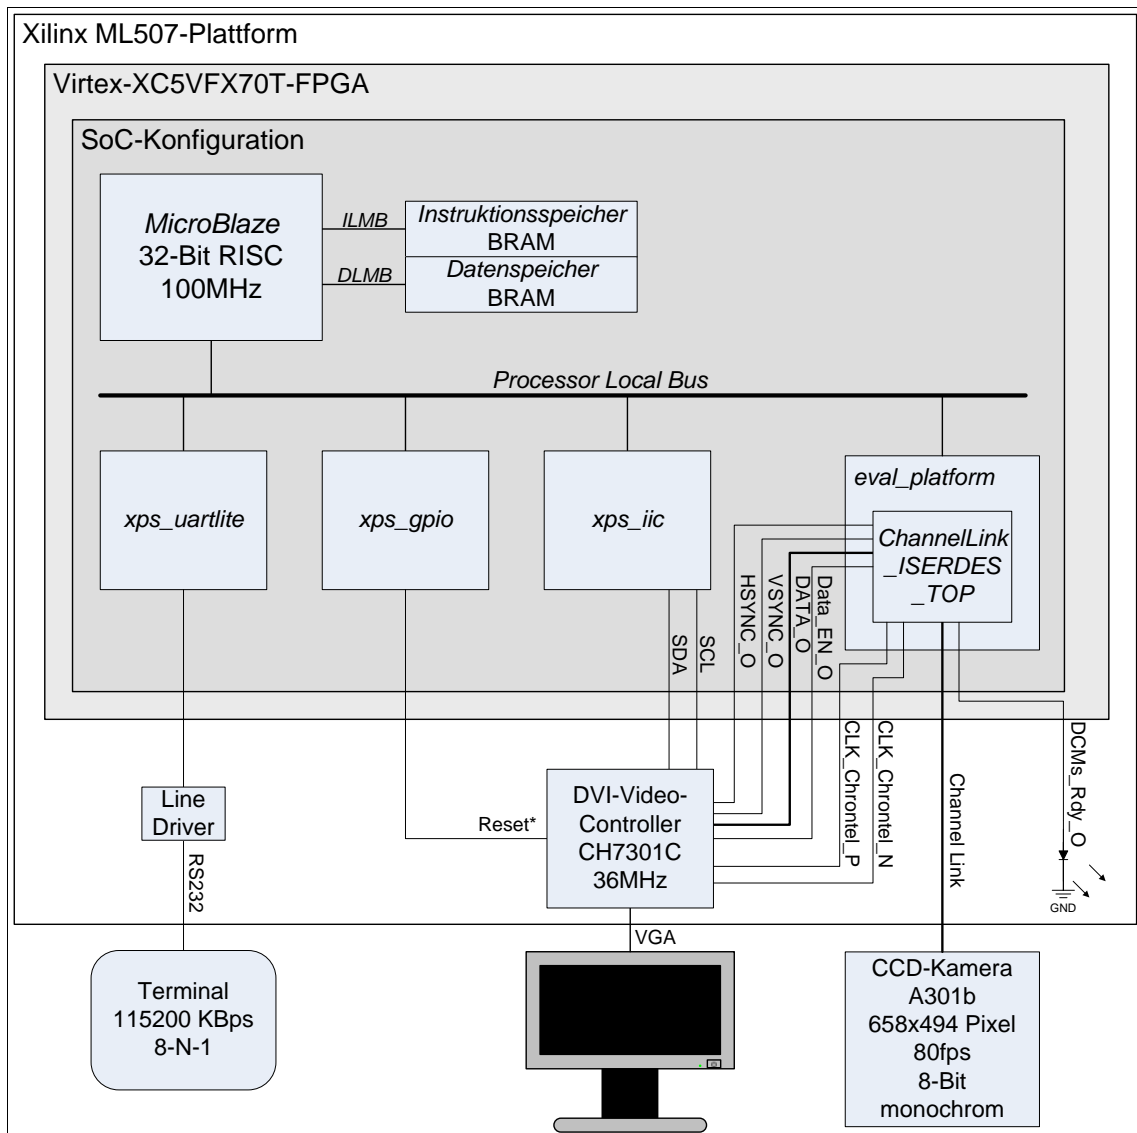 Xilinx ML507-Plattform
Virtex-XC5VFX70T-FPGA
SoC-Konfiguration
MicroBlaze
32-Bit RISC
100MHz
ILMB
DLMB
Instruktionsspeicher
BRAM
Datenspeicher
BRAM
Processor Local Bus
xps_uartlite
xps_gpio
xps_iic
eval_platform
ChannelLink
_ISERDES
_TOP
SDA
SCL
HSYNC_O
VSYNC_O
DATA_O
Data_EN_O
CLK_Chrontel_P
CLK_Chrontel_N
Channel Link
DCMs_Rdy_O
GND
Line
Driver
RS232
Reset*
DVI-Video-
Controller
CH7301C
36MHz
VGA
Terminal
115200 KBps
8-N-1
CCD-Kamera
A301b
658x494 Pixel
80fps
8-Bit
monochrom